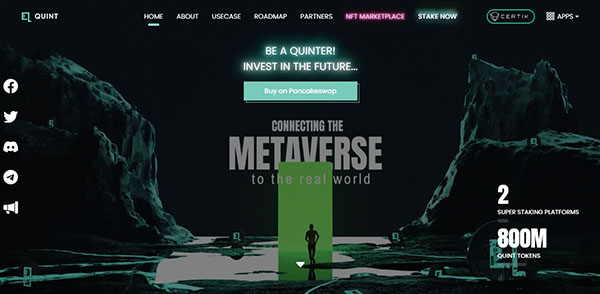 QUINT
HOME
ABOUT
USECASE
ROADMAP
PARTNERS
NFT MARKETPLACE
STAKE NOW
CERTIK
APPS
BE A QUINTER!
INVEST IN THE FUTURE...
Buy on Pancakeswap
CONNECTING THE
METAVERSE
to the real world
2
SUPER STAKING PLATFORMS
800M
QUINT TOKENS